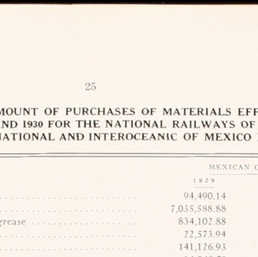 25
MOUNT OF PURCHASES OF MATERIALS EFF
ND 1930 FOR THE NATIONAL RAILWAYS OF
NATIONAL AND INTEROCEANIC OF MEXICO
MEXICAN C
1929
94,490.14
7,035,588.88
grease 834,102.88
22,573.94
141,126.93